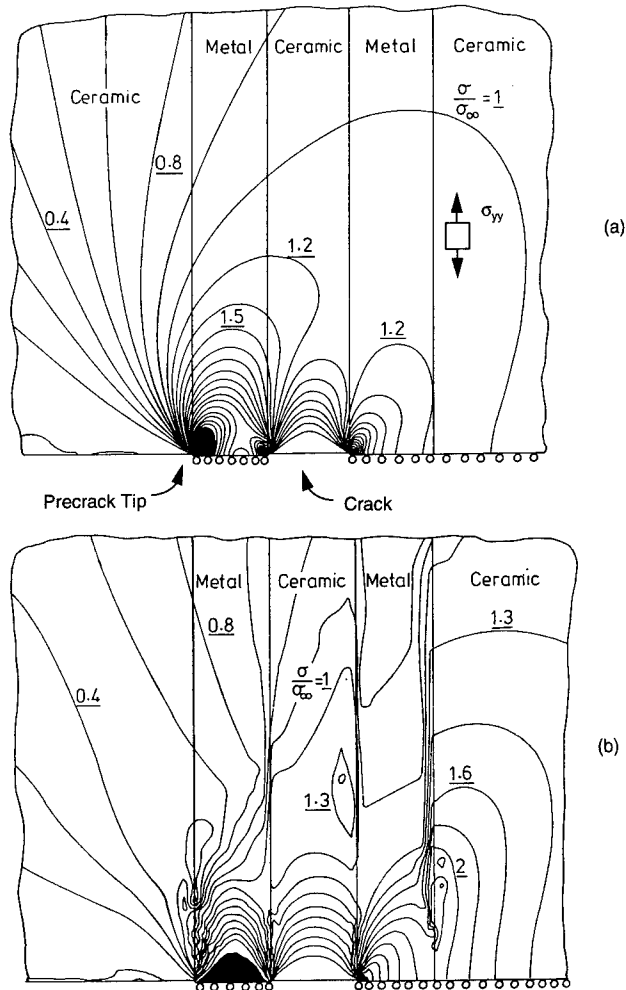 Metal Ceramic Metal Ceramic
Ceramic
σ/σ∞ = 1
0.8
0.4
σyy
(a)
1.2
1.5
1.2
Precrack Tip
Crack
Metal Ceramic Metal Ceramic
0.8
1.3
σ/σ∞ = 1
0.4
(b)
1.3
1.6
2